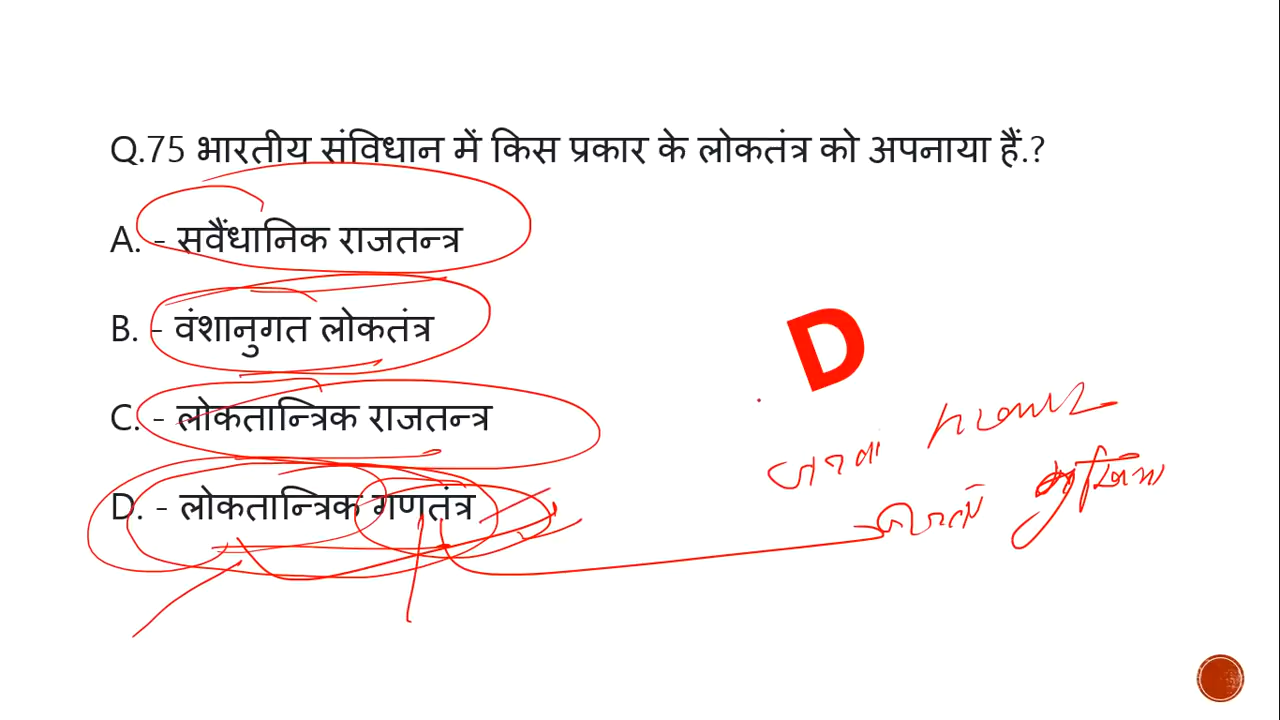 Q.75 भारतीय संविधान में किस प्रकार के लोकतंत्र को अपनाया हैं.?
A. - सवैंधानिक राजतन्त्र
B. - वंशानुगत लोकतंत्र
C. - लोकतान्त्रिक राजतन्त्र
D. - लोकतान्त्रिक गणतंत्र
D